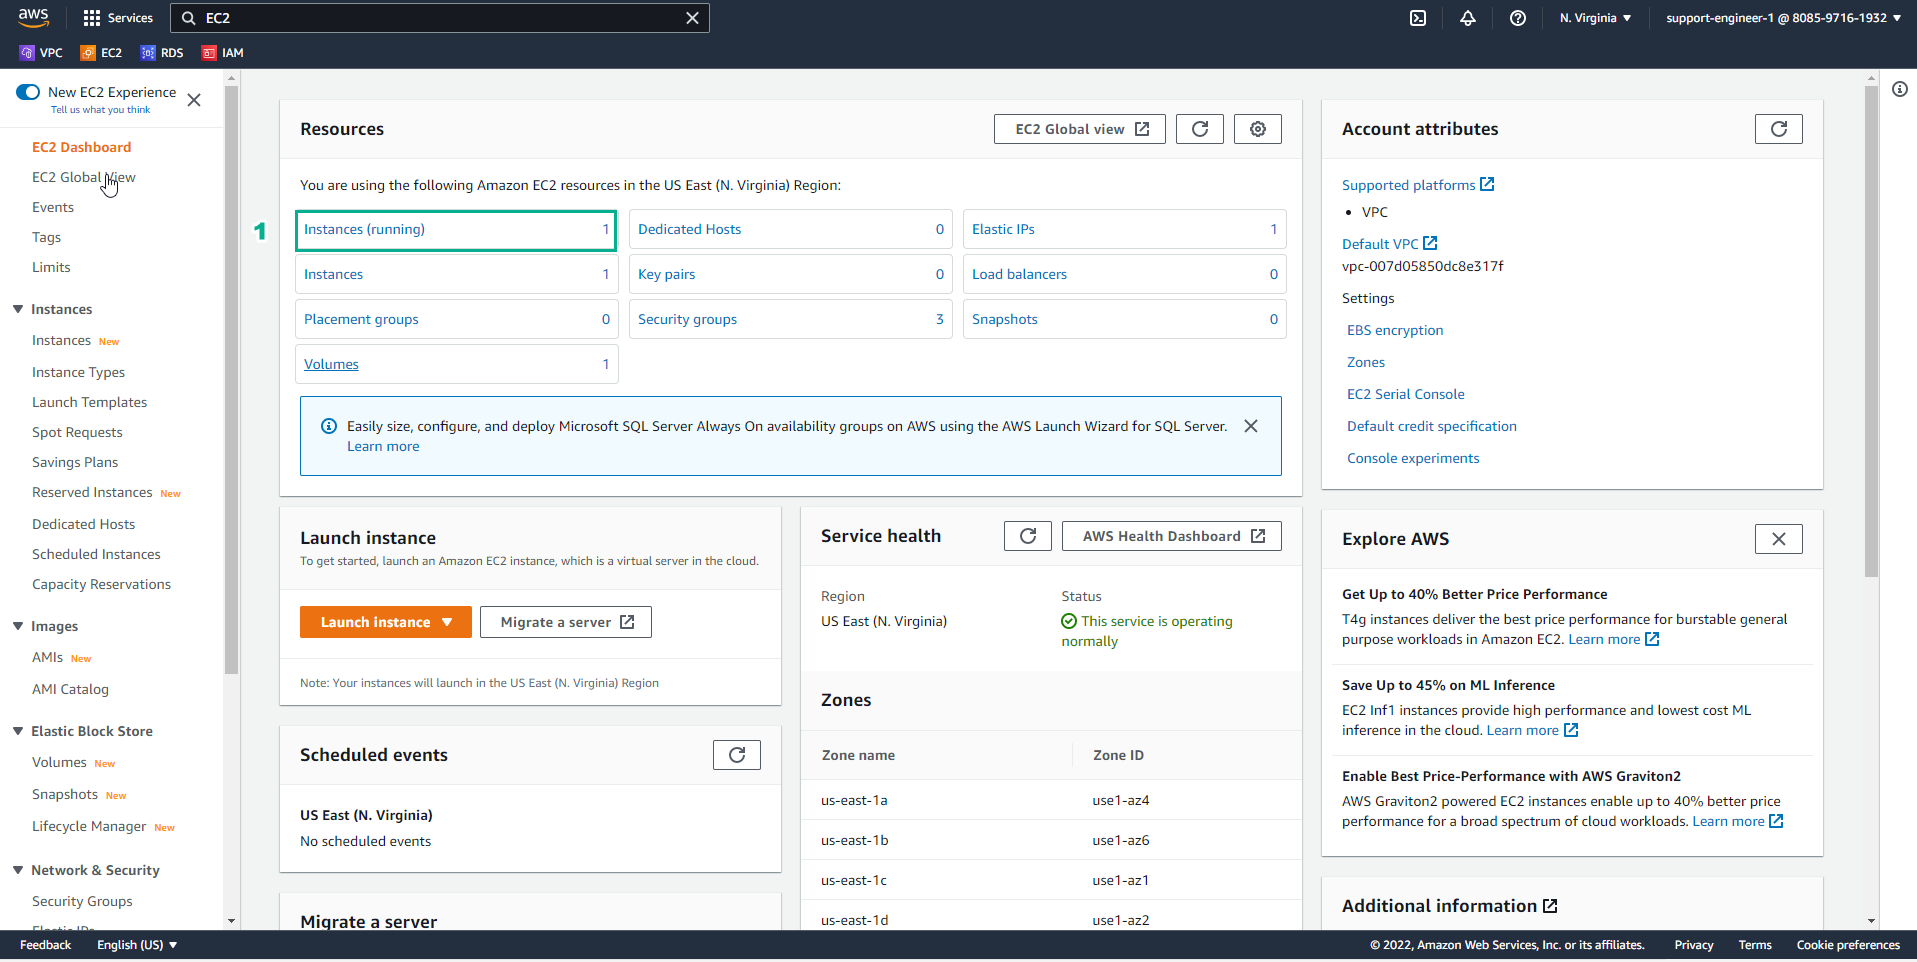 aws
Services
EC2
N. Virginia
support-engineer-1 @ 8085-9716-1932
VPC
EC2
RDS
IAM
New EC2 Experience
Tell us what you think
EC2 Dashboard
EC2 Global View
Events
Tags
Limits
Instances
Instances New
Instance Types
Launch Templates
Spot Requests
Savings Plans
Reserved Instances New
Dedicated Hosts
Scheduled Instances
Capacity Reservations
Images
AMIs New
AMI Catalog
Elastic Block Store
Volumes New
Snapshots New
Lifecycle Manager New
Network & Security
Security Groups
Elastic IPs
Resources
EC2 Global view
You are using the following Amazon EC2 resources in the US East (N. Virginia) Region:
1
Instances (running) 1
Dedicated Hosts 0
Elastic IPs 1
Instances 1
Key pairs 0
Load balancers 0
Placement groups 0
Security groups 3
Snapshots 0
Volumes 1
Easily size, configure, and deploy Microsoft SQL Server Always On availability groups on AWS using the AWS Launch Wizard for SQL Server.
Learn more
Launch instance
To get started, launch an Amazon EC2 instance, which is a virtual server in the cloud.
Launch instance
Migrate a server
Note: Your instances will launch in the US East (N. Virginia) Region
Scheduled events
US East (N. Virginia)
No scheduled events
Migrate a server
Service health
AWS Health Dashboard
Region
US East (N. Virginia)
Status
This service is operating
normally
Zones
Zone name Zone ID
us-east-1a use1-az4
us-east-1b use1-az6
us-east-1c use1-az1
us-east-1d use1-az2
Account attributes
Supported platforms
• VPC
Default VPC
vpc-007d05850dc8e317f
Settings
EBS encryption
Zones
EC2 Serial Console
Default credit specification
Console experiments
Explore AWS
Get Up to 40% Better Price Performance
T4g instances deliver the best price performance for burstable general
purpose workloads in Amazon EC2. Learn more
Save Up to 45% on ML Inference
EC2 Inf1 instances provide high performance and lowest cost ML
inference in the cloud. Learn more
Enable Best Price-Performance with AWS Graviton2
AWS Graviton2 powered EC2 instances enable up to 40% better price
performance for a broad spectrum of cloud workloads. Learn more
Additional information
Feedback
English (US)
© 2022, Amazon Web Services, Inc. or its affiliates.
Privacy
Terms
Cookie preferences